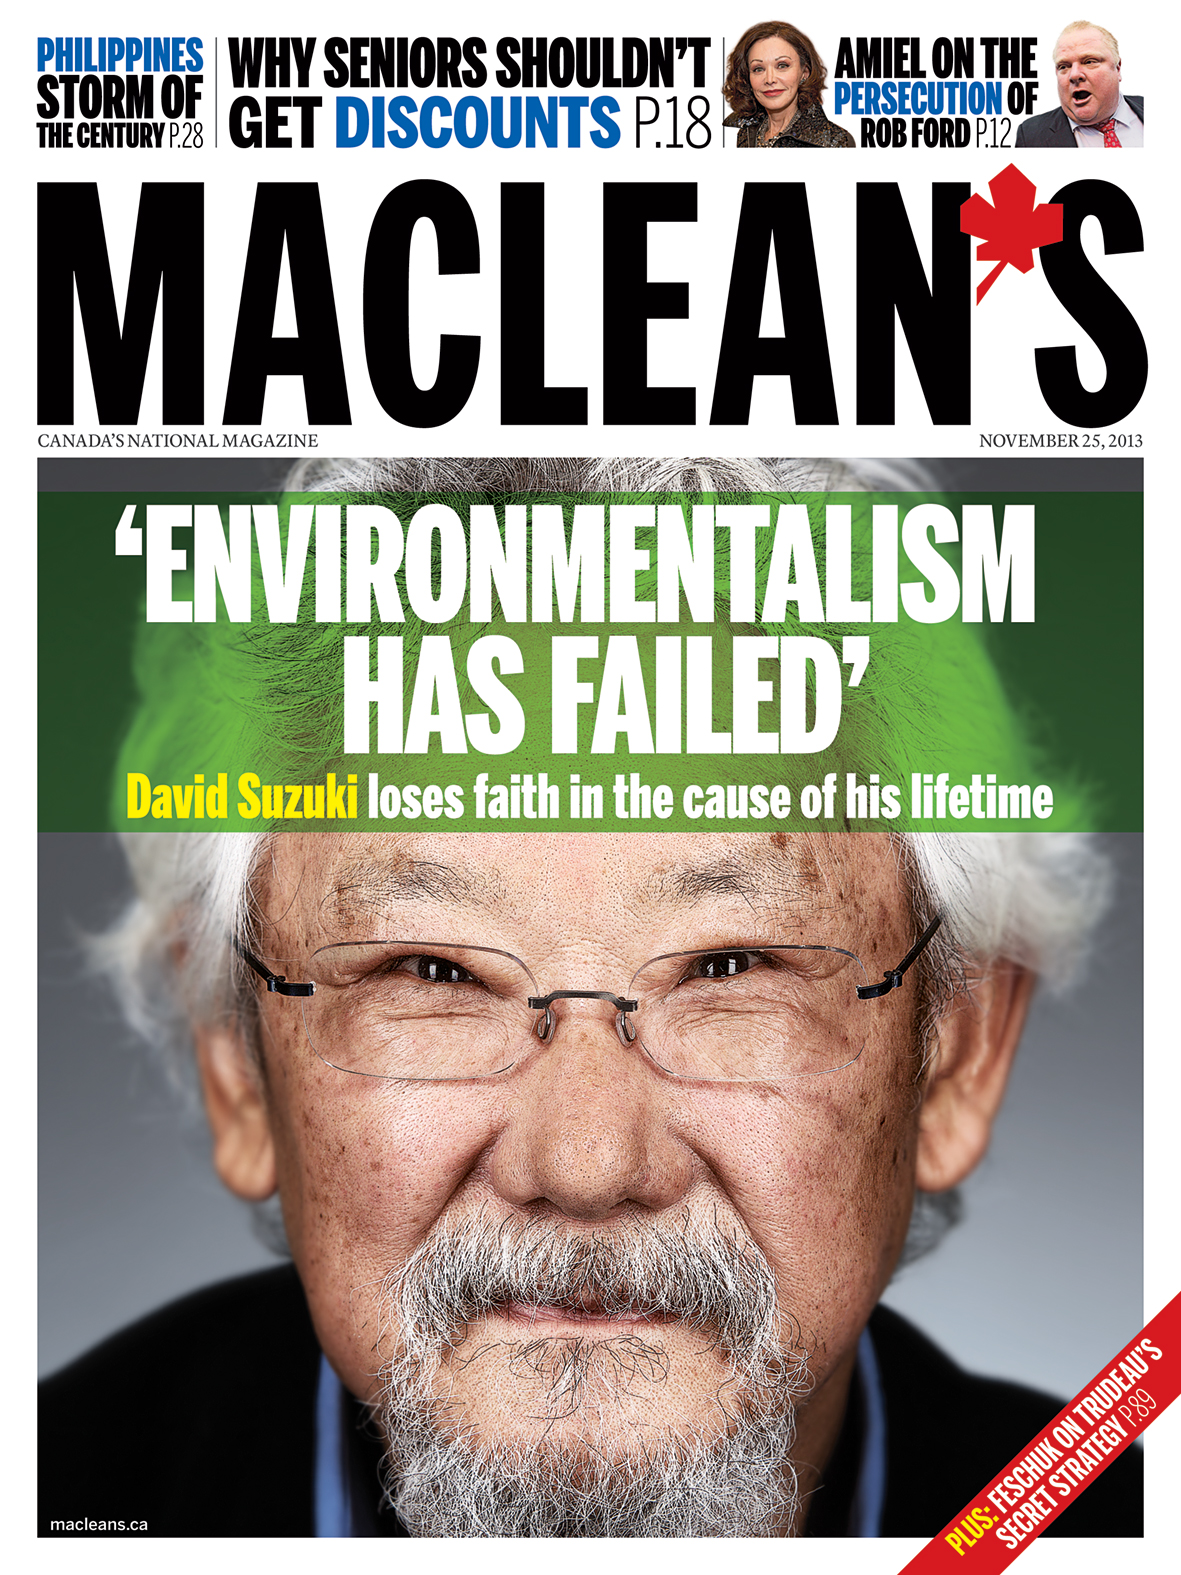 PHILIPPINES
STORM OF
THE CENTURY P.28
WHY SENIORS SHOULDN'T
GET DISCOUNTS P.18
AMIEL ON THE
PERSECUTION OF
ROB FORD P.12
MACLEAN'S
CANADA'S NATIONAL MAGAZINE
NOVEMBER 25, 2013
‘ENVIRONMENTALISM
HAS FAILED’
David Suzuki loses faith in the cause of his lifetime
PLUS: FESCHUK ON TRUDEAU'S
SECRET STRATEGY P.89
macleans.ca